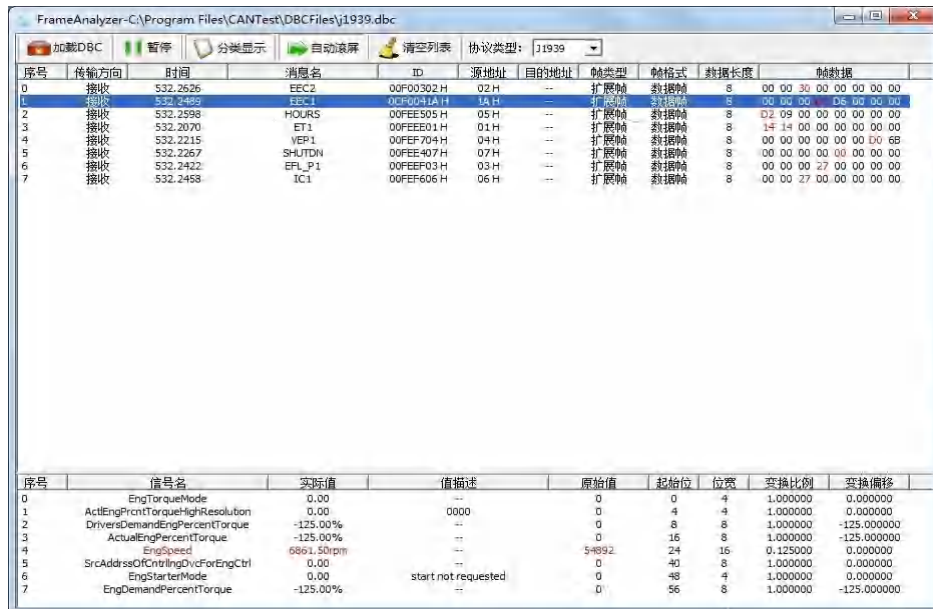 FrameAnalyzer-C:\Program Files\CANTest\DBCFiles\j1939.dbc
加载DBC 暂停 分类显示 自动滚屏 清空列表 协议类型: J1939
序号 传输方向 时间 消息名 ID 源地址 目的地址 帧类型 帧格式 数据长度 帧数据
0 接收 532.2626 EEC2 00F00302 H 02 H -- 扩展帧 数据帧 8 00 00 30 00 00 00 00 00
1 接收 532.2489 EEC1 0CF0041A H 1A H -- 扩展帧 数据帧 8 00 00 00 D6 00 00 00
2 接收 532.2598 HOURS 00FEE505 H 05 H -- 扩展帧 数据帧 8 D2 09 00 00 00 00 00 00
3 接收 532.2070 ET1 00FEEE01 H 01 H -- 扩展帧 数据帧 8 14 14 00 00 00 00 00 00
4 接收 532.2215 VEP1 00FEF704 H 04 H -- 扩展帧 数据帧 8 00 00 00 00 00 00 D0 6B
5 接收 532.2267 SHUTDN 00FEE407 H 07 H -- 扩展帧 数据帧 8 00 00 00 00 00 00 00 00
6 接收 532.2422 EFL_P1 00FEEF03 H 03 H -- 扩展帧 数据帧 8 00 00 00 27 00 00 00 00
7 接收 532.2458 IC1 00FEF606 H 06 H -- 扩展帧 数据帧 8 00 00 27 00 00 00 00 00
序号 信号名 实际值 值描述 原始值 起始位 位宽 变换比例 变换偏移
0 EngTorqueMode 0.00 -- 0 0 4 1.000000 0.000000
1 ActlEngPrcntTorqueHighResolution 0.00 0000 0 4 4 1.000000 0.000000
2 DriversDemandEngPercentTorque -125.00% -- 0 8 8 1.000000 -125.000000
3 ActualEngPercentTorque -125.00% -- 0 16 8 1.000000 -125.000000
4 EngSpeed 6861.50rpm -- 54892 24 16 0.125000 0.000000
5 SrcAddrssOfCntrllngDvcForEngCtrl 0.00 -- 0 40 8 1.000000 0.000000
6 EngStarterMode 0.00 start not requested 0 48 4 1.000000 0.000000
7 EngDemandPercentTorque -125.00% -- 0 56 8 1.000000 -125.000000